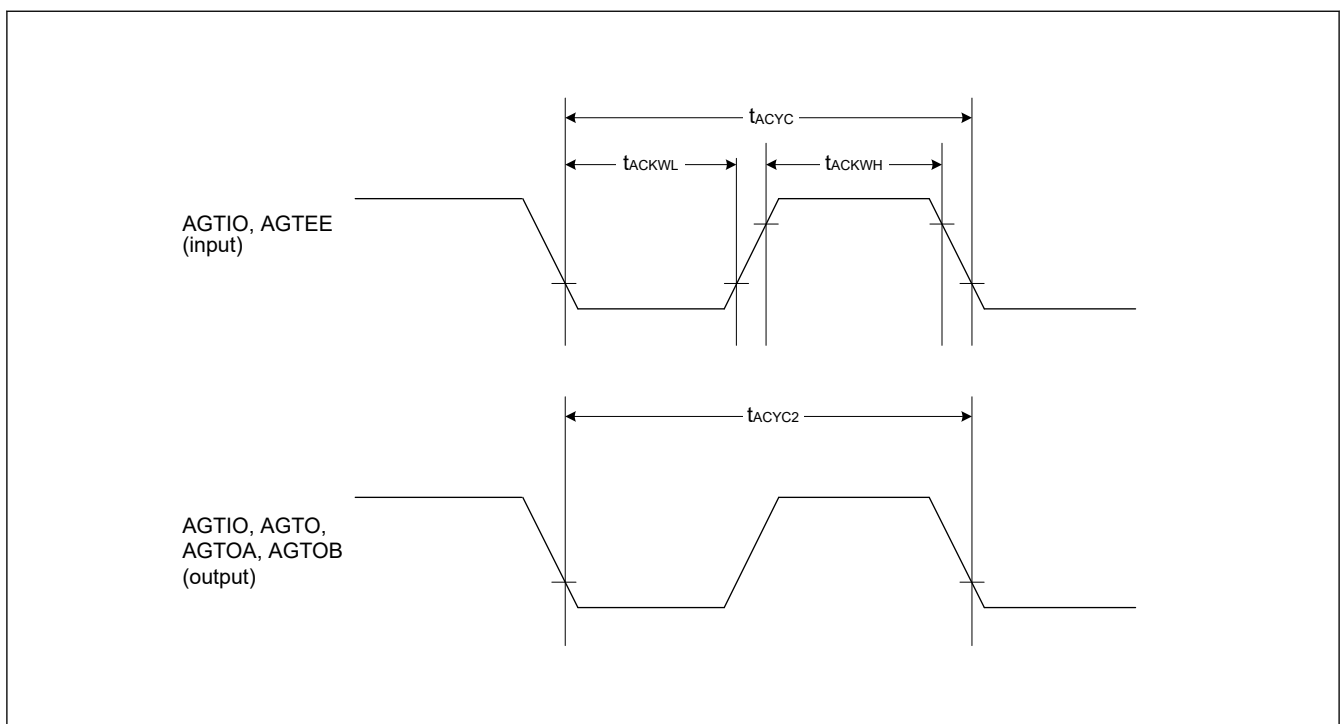 tACYC
tACKWL
tACKWH
AGTIO, AGTEE
(input)
tACYC2
AGTIO, AGTO,
AGTOA, AGTOB
(output)